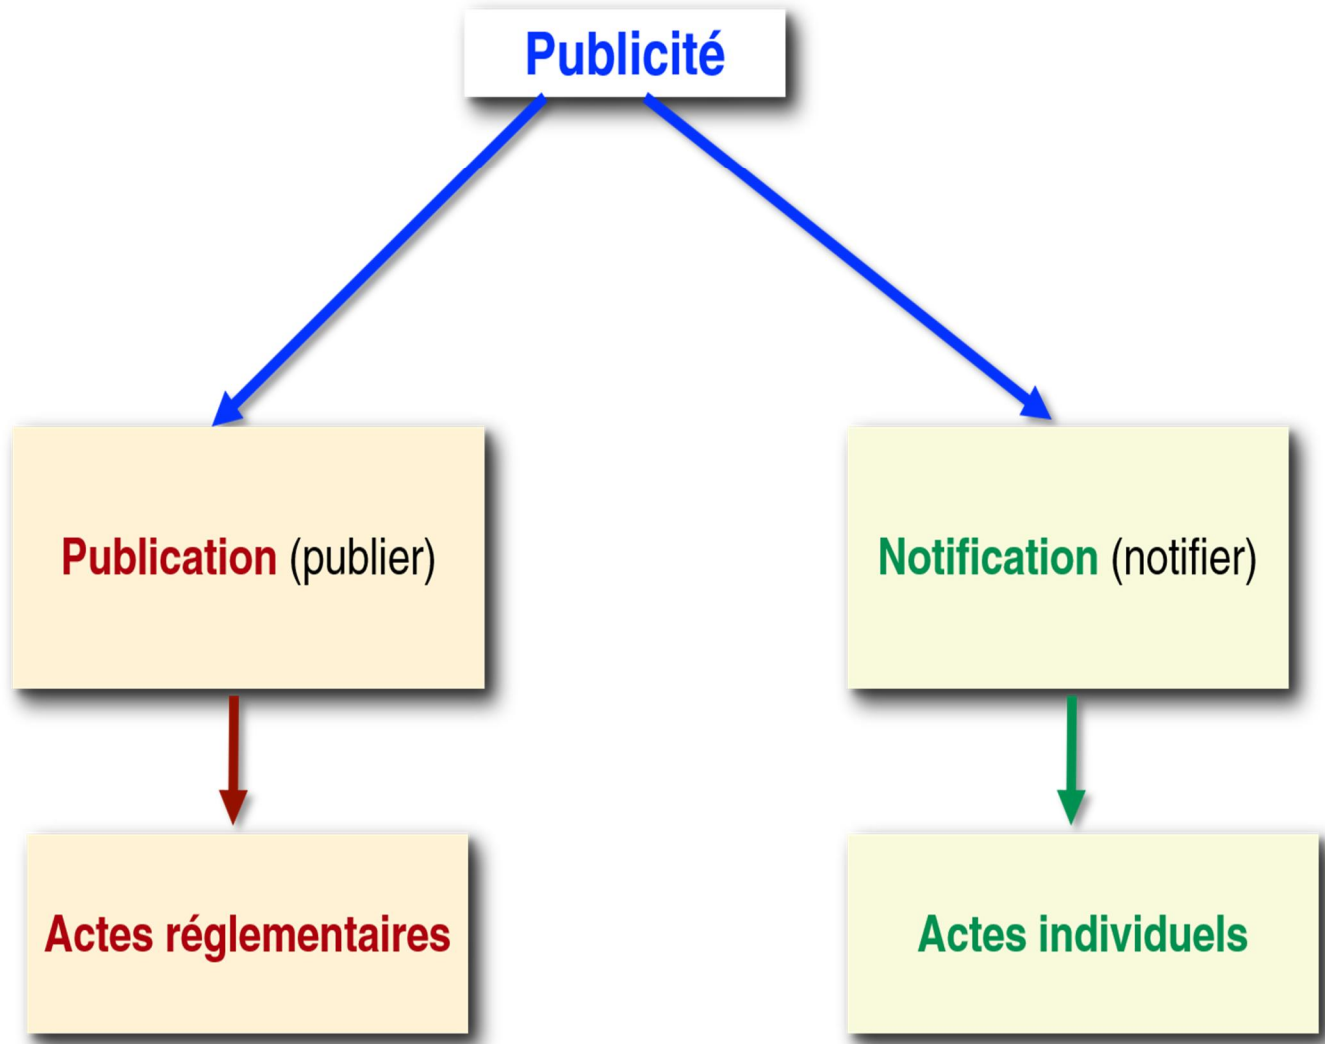 Publicité
Publication (publier)
Notification (notifier)
Actes réglementaires
Actes individuels